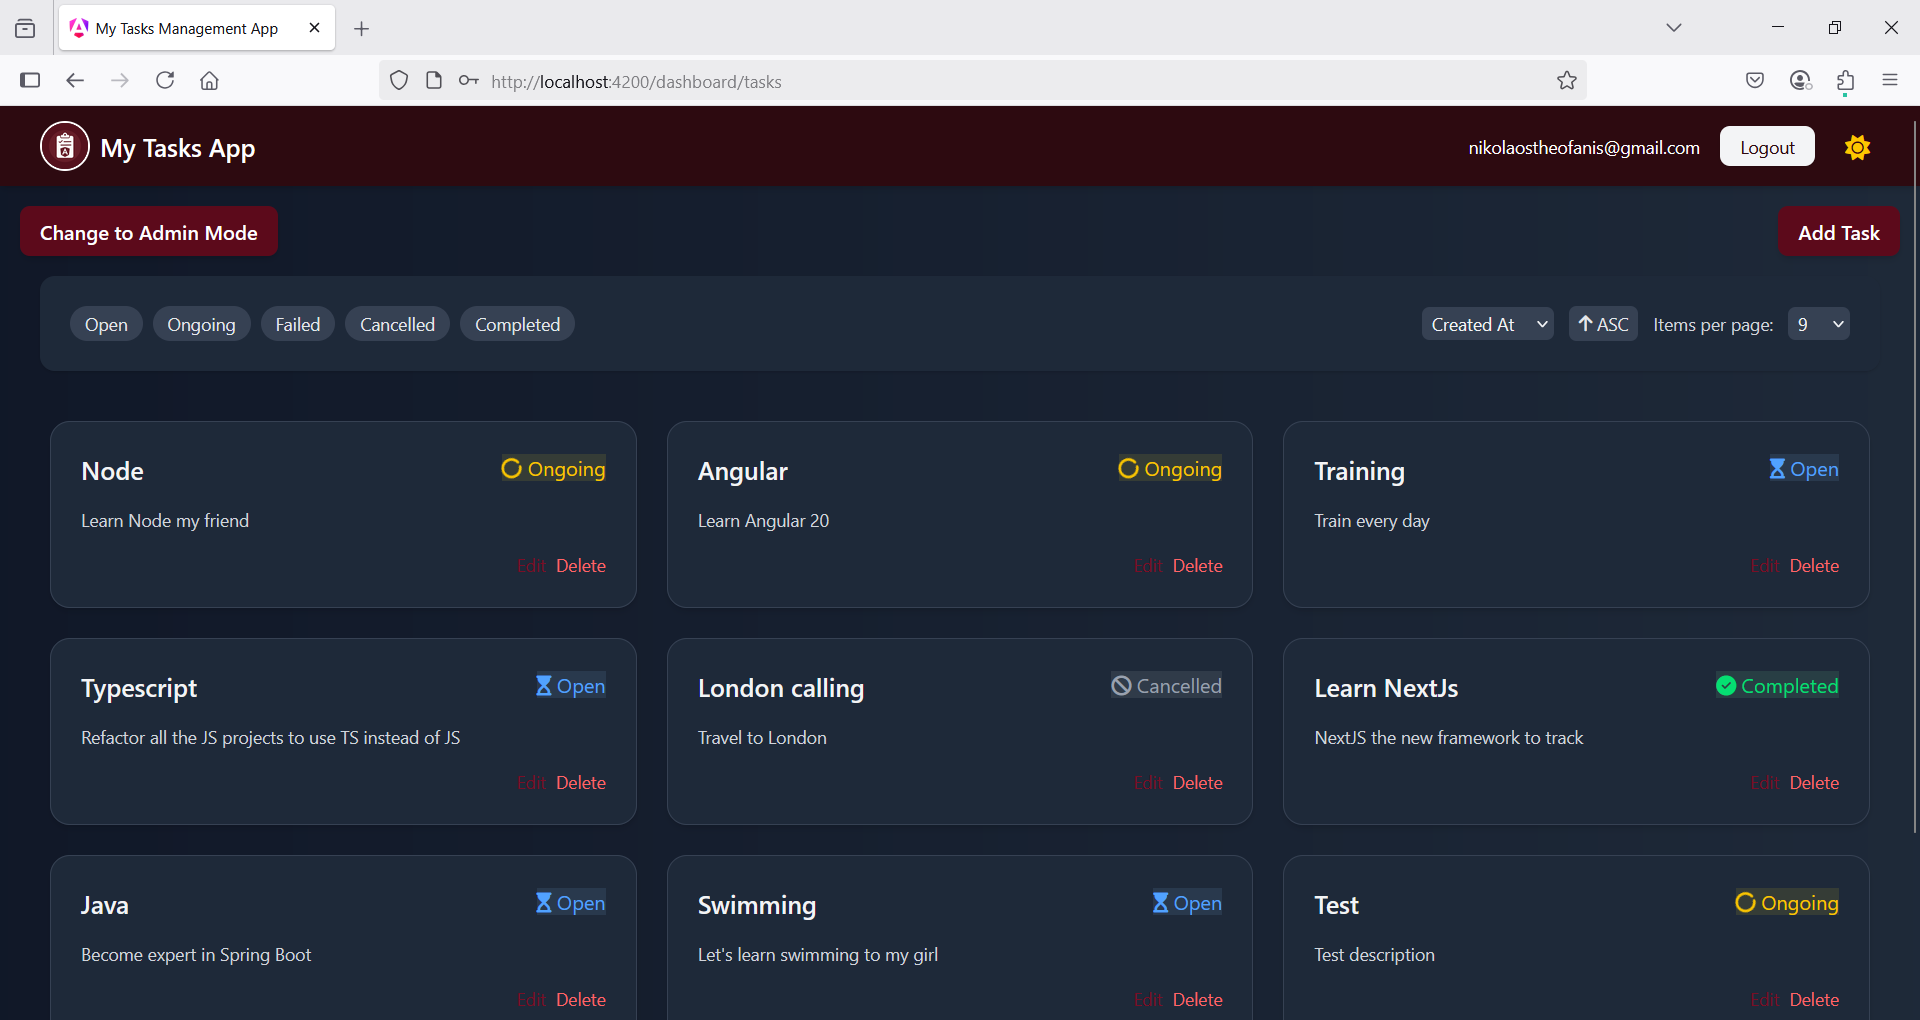 My Tasks Management App
http://localhost:4200/dashboard/tasks
My Tasks App
nikolaostheofanis@gmail.com
Logout
Change to Admin Mode
Add Task
Open
Ongoing
Failed
Cancelled
Completed
Created At
ASC
Items per page:
9
Node
Ongoing
Learn Node my friend
Edit Delete
Angular
Ongoing
Learn Angular 20
Edit Delete
Training
Open
Train every day
Edit Delete
Typescript
Open
Refactor all the JS projects to use TS instead of JS
Edit Delete
London calling
Cancelled
Travel to London
Edit Delete
Learn NextJs
Completed
NextJS the new framework to track
Edit Delete
Java
Open
Become expert in Spring Boot
Edit Delete
Swimming
Open
Let's learn swimming to my girl
Edit Delete
Test
Ongoing
Test description
Edit Delete